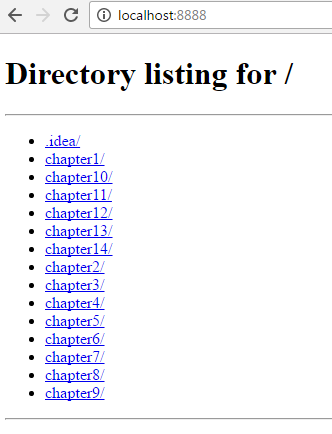 localhost:8888
Directory listing for /
.idea/
chapter1/
chapter10/
chapter11/
chapter12/
chapter13/
chapter14/
chapter2/
chapter3/
chapter4/
chapter5/
chapter6/
chapter7/
chapter8/
chapter9/